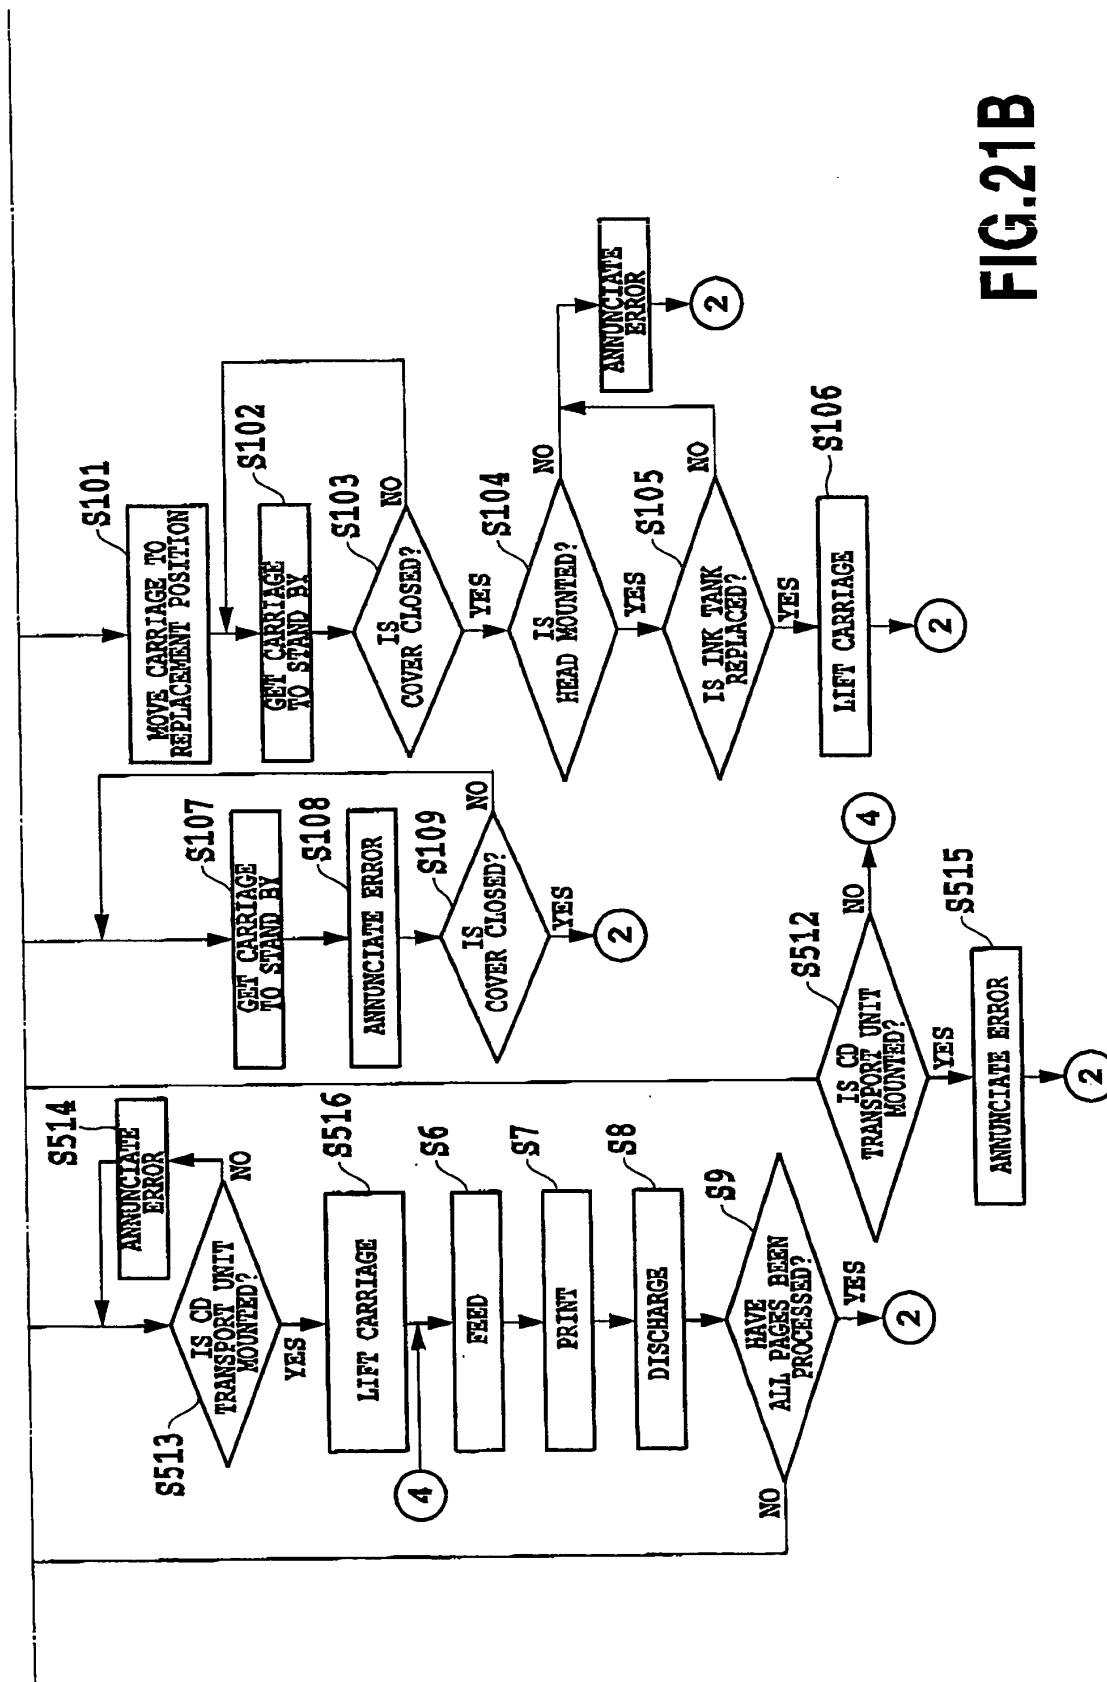 S513
IS CD
TRANSPORT UNIT
MOUNTED?
NO
YES
S514
ANNUNCIATE
ERROR
S516
LIFT CARRIAGE
4
S6
FEED
S7
PRINT
S8
DISCHARGE
S9
HAVE
ALL PAGES BEEN
PROCESSED?
NO
YES
2
S107
GET CARRIAGE
TO STAND BY
S108
ANNUNCIATE ERROR
S109
IS
COVER CLOSED?
NO
YES
2
S512
IS CD
TRANSPORT UNIT
MOUNTED?
NO
4
YES
S515
ANNUNCIATE ERROR
2
S101
MOVE CARRIAGE TO
REPLACEMENT POSITION
S102
GET CARRIAGE
TO STAND BY
S103
IS
COVER CLOSED?
NO
YES
S104
IS
HEAD MOUNTED?
NO
YES
ANNUNCIATE
ERROR
2
S105
IS INK TANK
REPLACED?
NO
YES
S106
LIFT CARRIAGE
2
FIG.21B